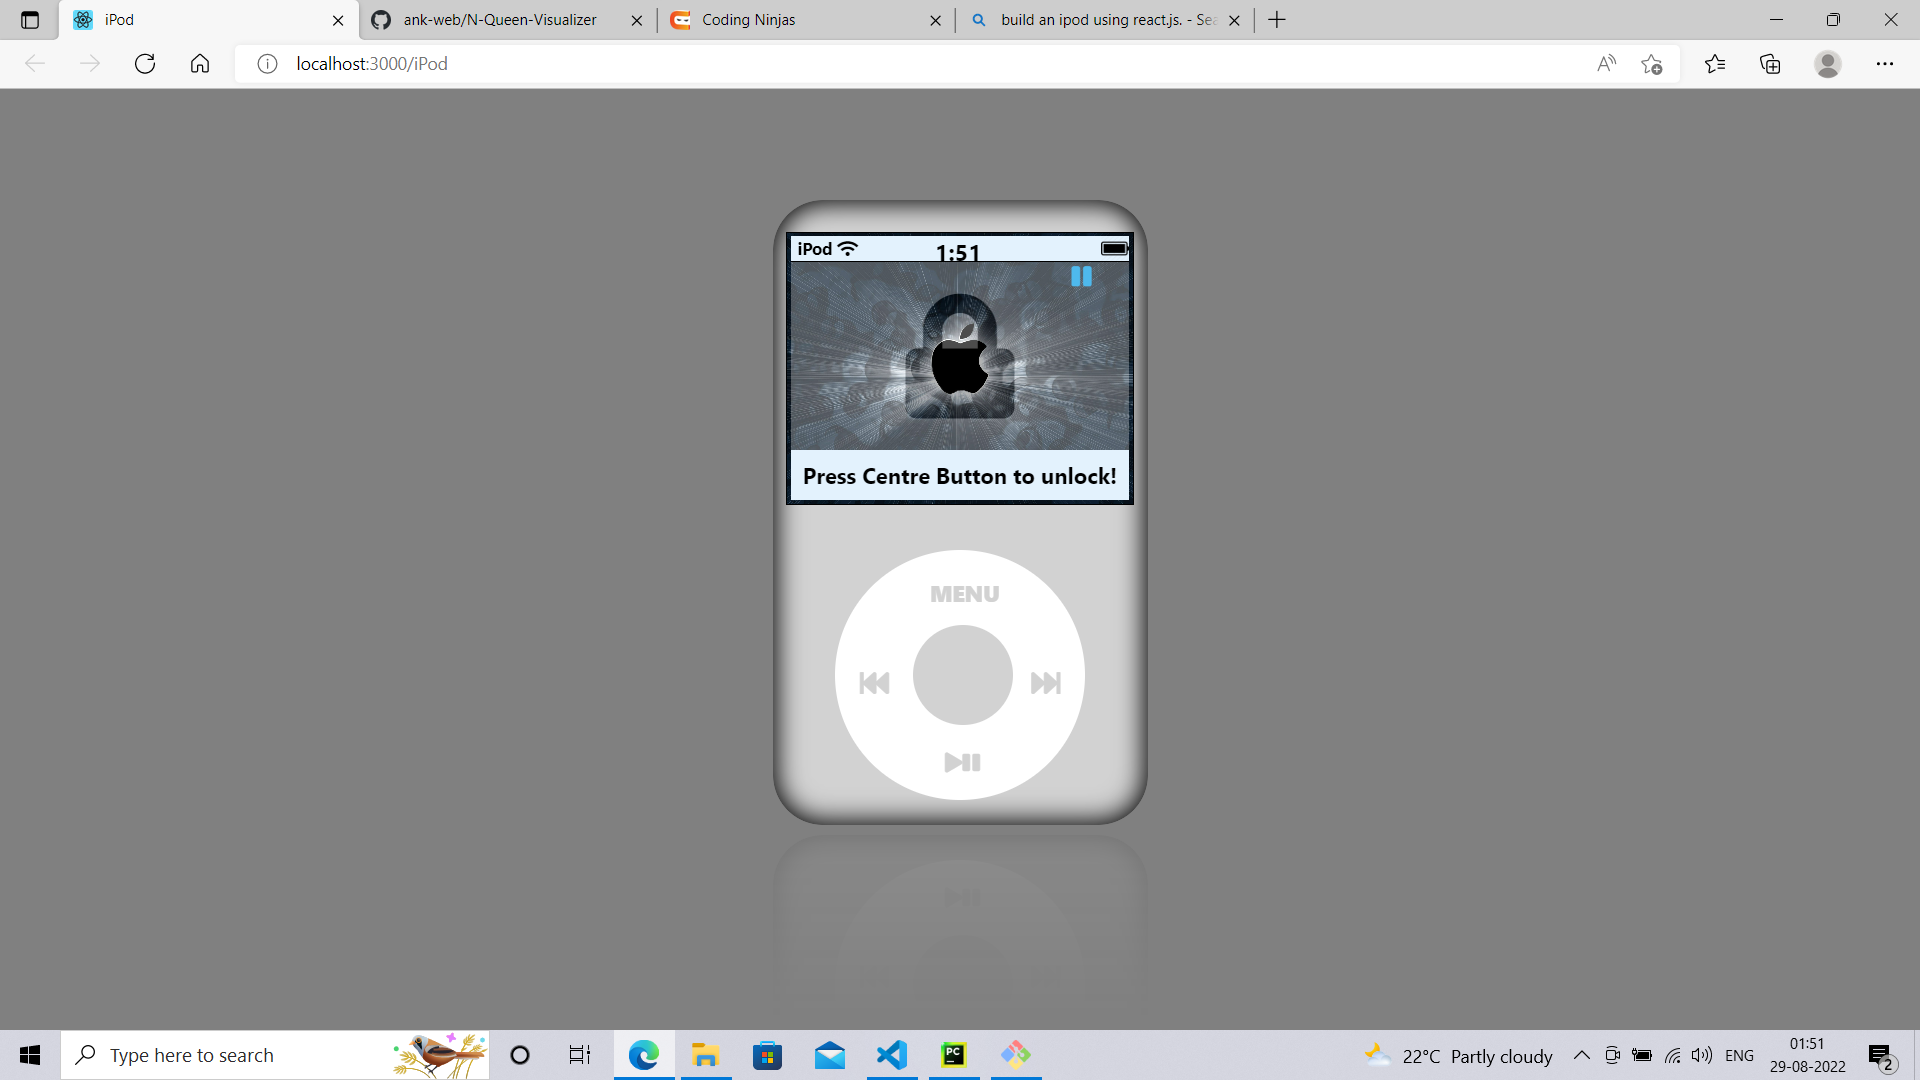 iPod
ank-web/N-Queen-Visualizer
Coding Ninjas
build an ipod using react.js. - Sea
localhost:3000/iPod
iPod
1:51
Press Centre Button to unlock!
MENU
Type here to search
PC
22°C Partly cloudy
ENG
01:51
29-08-2022
2